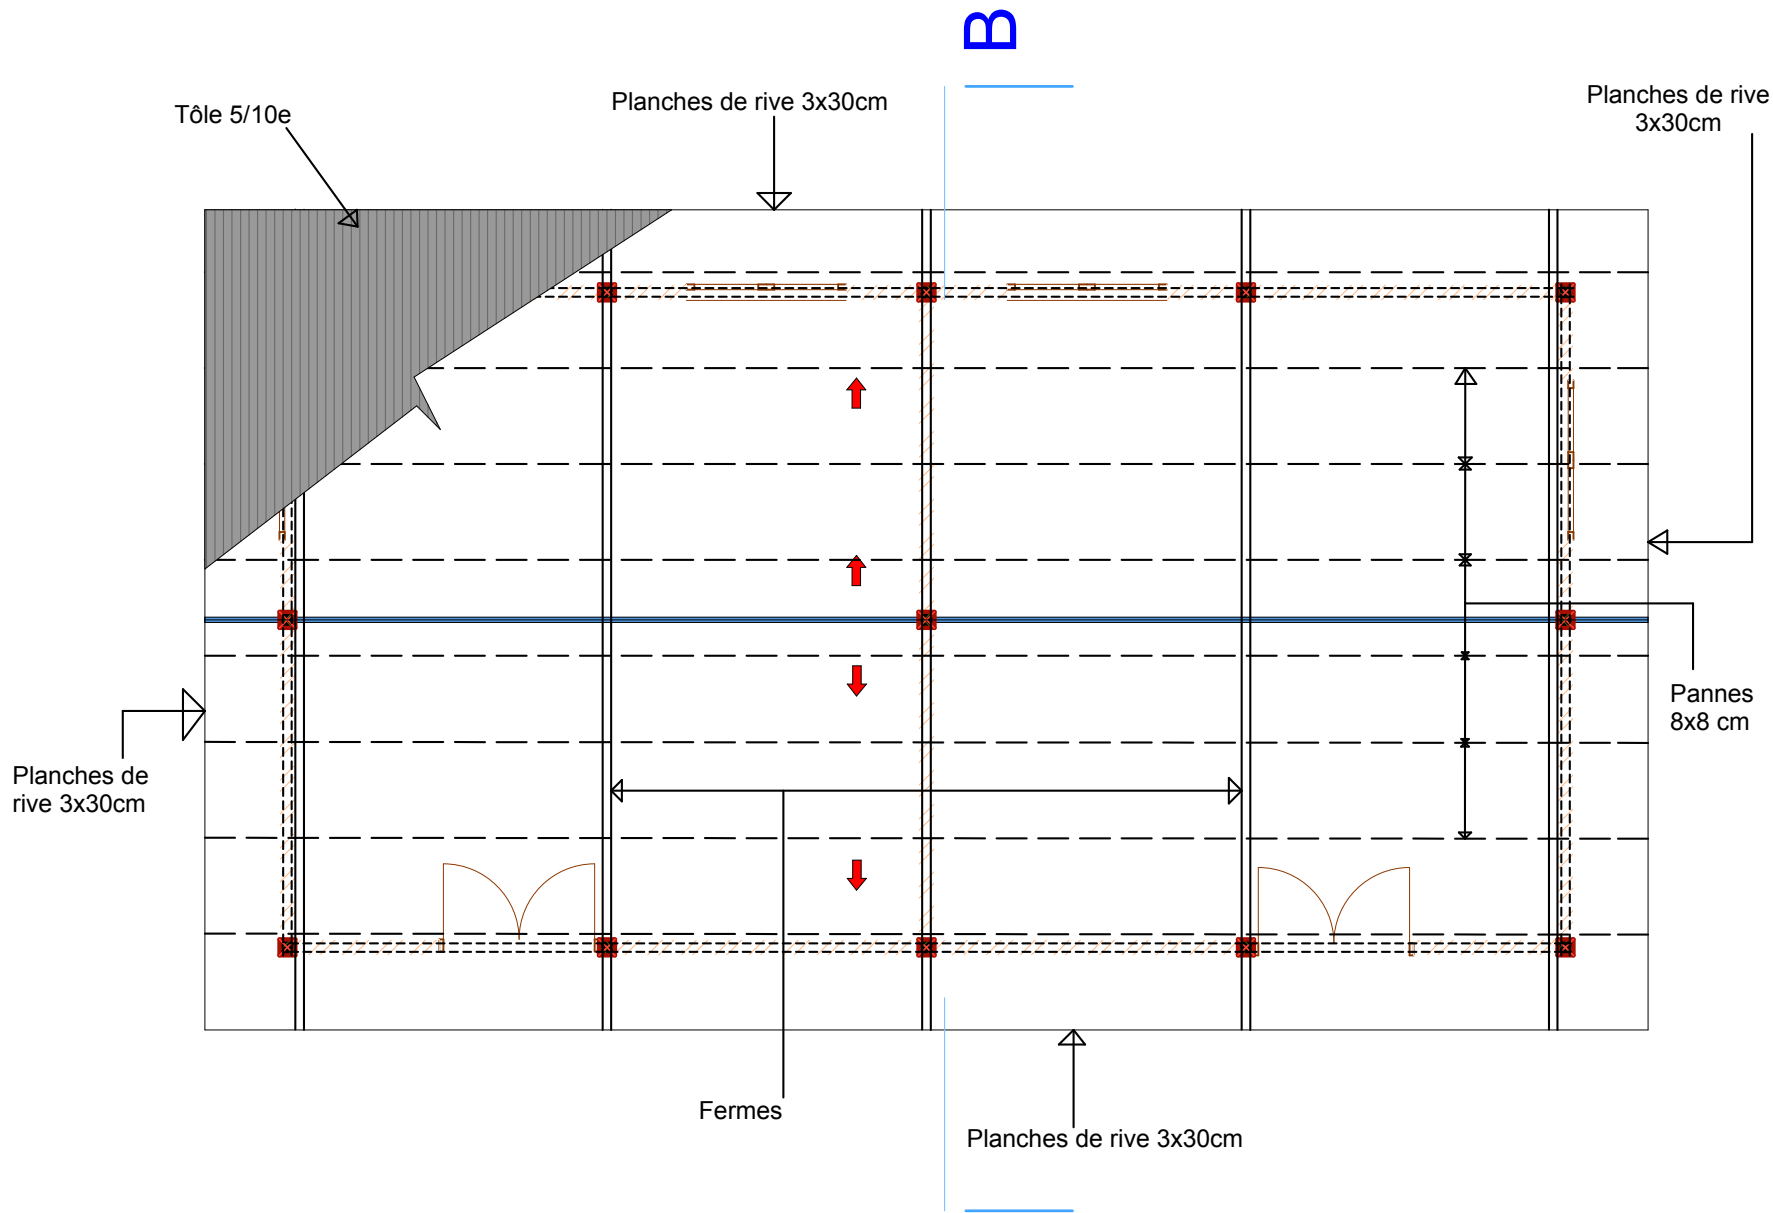 B
Tôle 5/10e
Planches de rive 3x30cm
Planches de rive
3x30cm
Pannes
8x8 cm
Planches de
rive 3x30cm
Fermes
Planches de rive 3x30cm